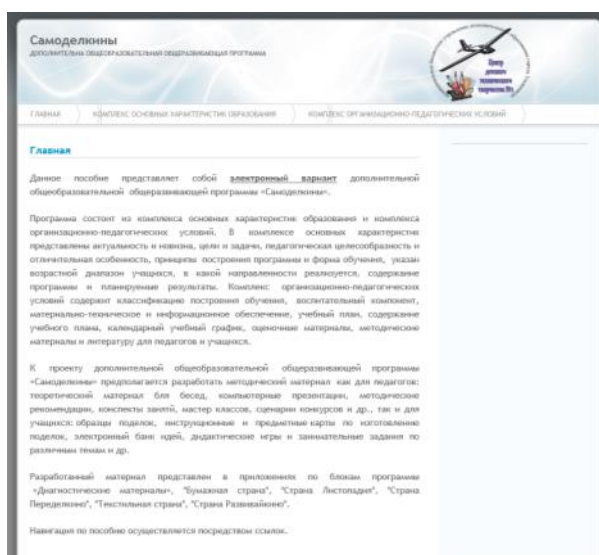 Самоделкины
ДОПОЛНИТЕЛЬНА ОБЩЕОБРАЗОВАТЕЛЬНАЯ ОБЩЕРАЗВИВАЮЩАЯ ПРОГРАММА
Центр
детского
технического
творчества №1
ГЛАВНАЯ
КОМПЛЕКС ОСНОВНЫХ ХАРАКТЕРИСТИК ОБРАЗОВАНИЯ
КОМПЛЕКС ОРГАНИЗАЦИОННО-ПЕДАГОГИЧЕСКИХ УСЛОВИЙ
Главная
Данное пособие представляет собой электронный вариант дополнительной
общеобразовательной общеразвивающей программы «Самоделкины».
Программа состоит из комплекса основных характеристик образования и комплекса
организационно-педагогических условий. В комплексе основных характеристик
представлены актуальность и новизна, цели и задачи, педагогическая целесообразность и
отличительная особенность, принципы построения программы и форма обучения, указан
возрастной диапазон учащихся, в какой направленности реализуется, содержание
программы и планируемые результаты. Комплекс организационно-педагогических
условий содержит классификацию построения обучения, воспитательный компонент,
материально-техническое и информационное обеспечение, учебный план, содержание
учебного плана, календарный учебный график, оценочные материалы, методические
материалы и литературу для педагогов и учащихся.
К проекту дополнительной общеобразовательной общеразвивающей программы
«Самоделкины» предполагается разработать методический материал как для педагогов:
теоретический материал бля бесед, компьютерные презентации, методические
рекомендации, конспекты занятй, мастер классов, сценарии конкурсов и др., так и для
учащихся: образцы поделок, инструкционные и предметные карты по изготовлению
поделок, электронный банк идей, дидактические игры и занимательные задания по
различным темам и др.
Разработанный материал представлен в приложениях по блокам программы
«Диагностические материалы», "Бумажная страна", "Страна Листопадия", "Страна
Переделкино", "Текстильная страна", "Страна Развивайкино".
Навигация по пособию осуществляется посредством ссылок.